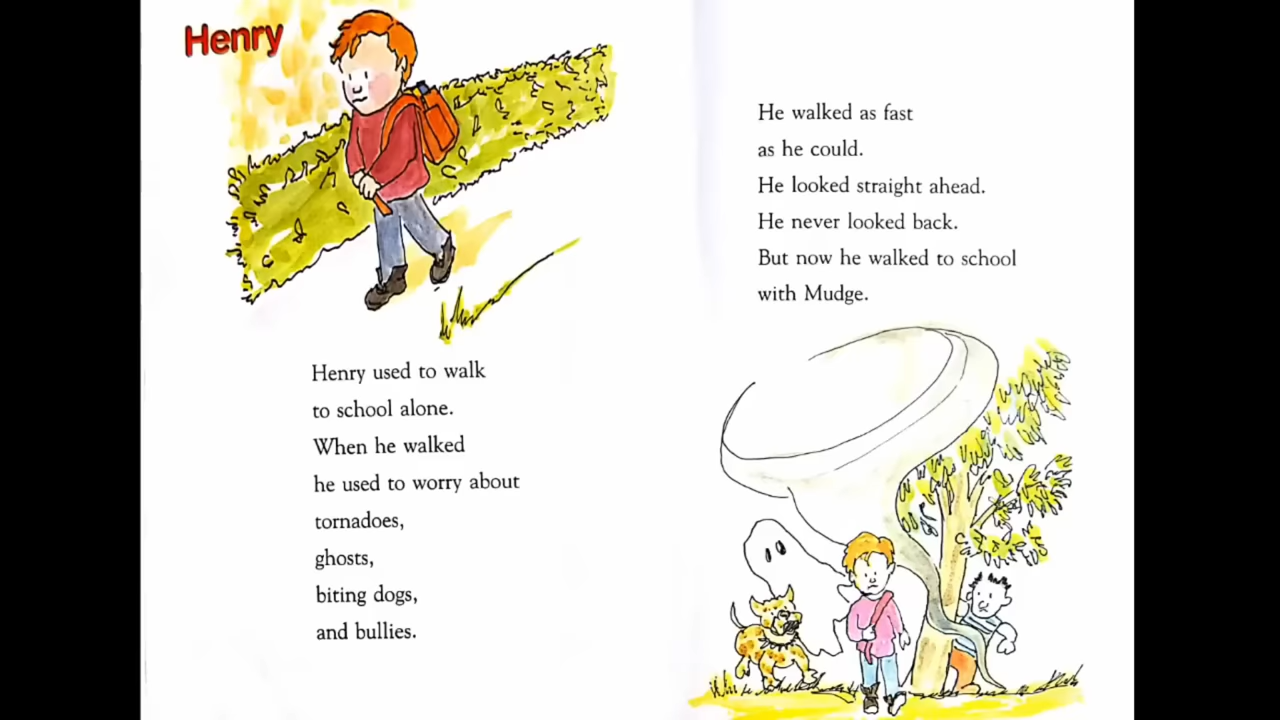 Henry
Henry used to walk
to school alone.
When he walked
he used to worry about
tornadoes,
ghosts,
biting dogs,
and bullies.
He walked as fast
as he could.
He looked straight ahead.
He never looked back.
But now he walked to school
with Mudge.